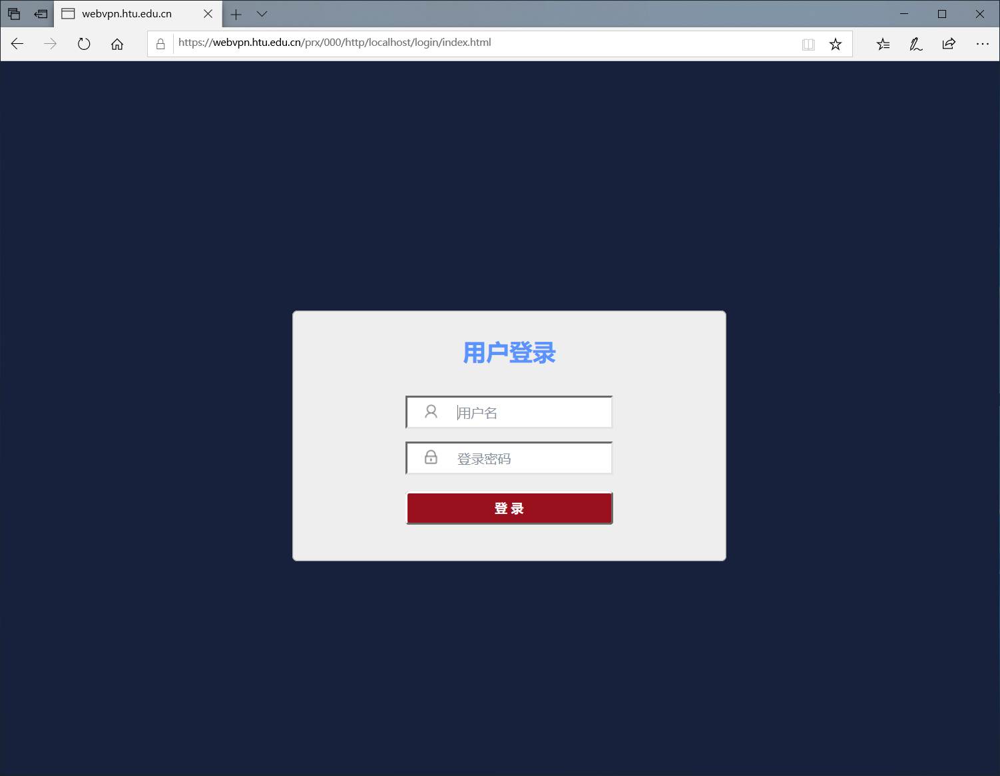 webvpn.htu.edu.cn
https://webvpn.htu.edu.cn/prx/000/http/localhost/login/index.html
用户登录
用户名
登录密码
登 录